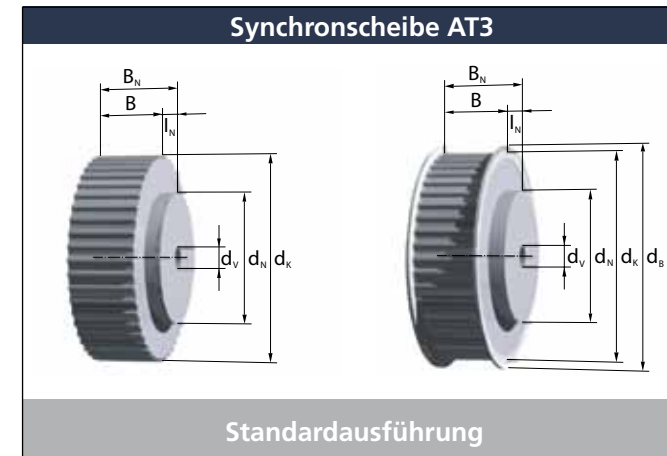 Synchronscheibe AT3
B_N
B
l_N
d_V d_N d_K
B_N
B
l_N
d_V d_N d_K d_B
Standardausführung